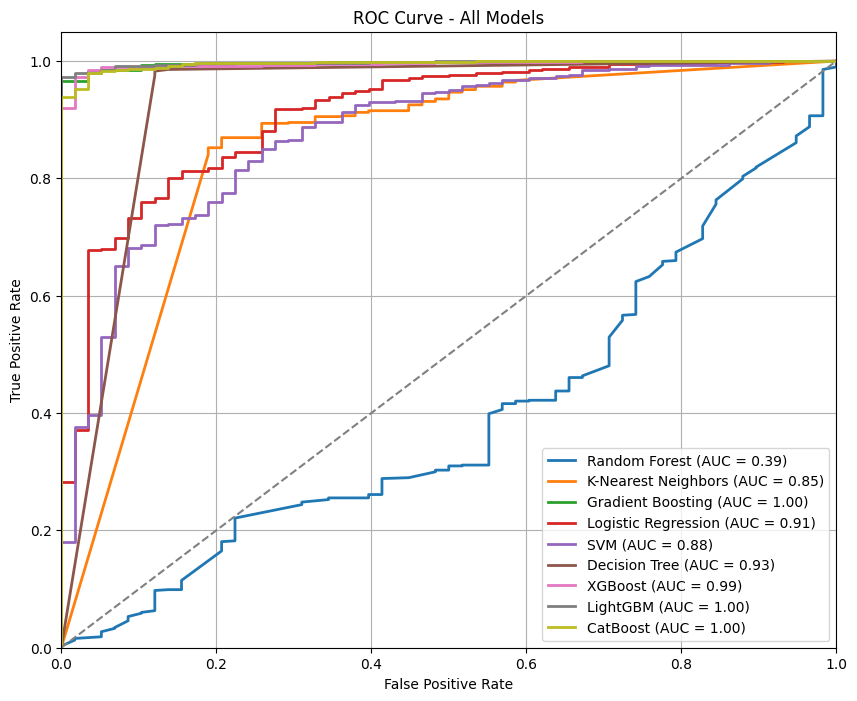 ROC Curve - All Models
True Positive Rate
1.0
0.8
0.6
0.4
0.2
0.0
Random Forest (AUC = 0.39)
K-Nearest Neighbors (AUC = 0.85)
Gradient Boosting (AUC = 1.00)
Logistic Regression (AUC = 0.91)
SVM (AUC = 0.88)
Decision Tree (AUC = 0.93)
XGBoost (AUC = 0.99)
LightGBM (AUC = 1.00)
CatBoost (AUC = 1.00)
0.0 0.2 0.4 0.6 0.8 1.0
False Positive Rate